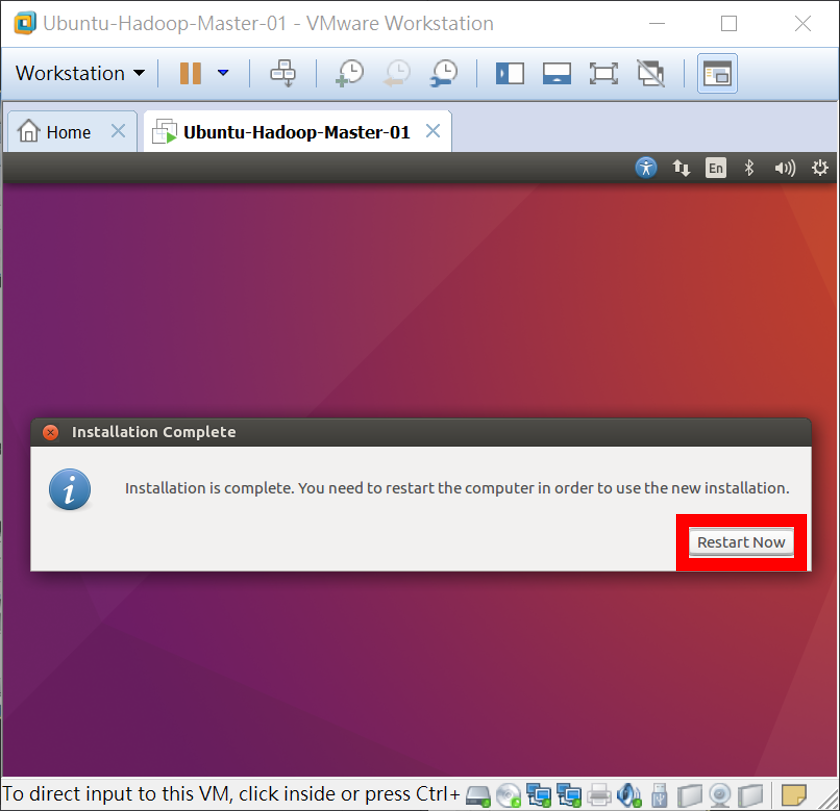 Ubuntu-Hadoop-Master-01 - VMware Workstation
Workstation
Home
Ubuntu-Hadoop-Master-01
En
Installation Complete
Installation is complete. You need to restart the computer in order to use the new installation.
Restart Now
To direct input to this VM, click inside or press Ctrl+